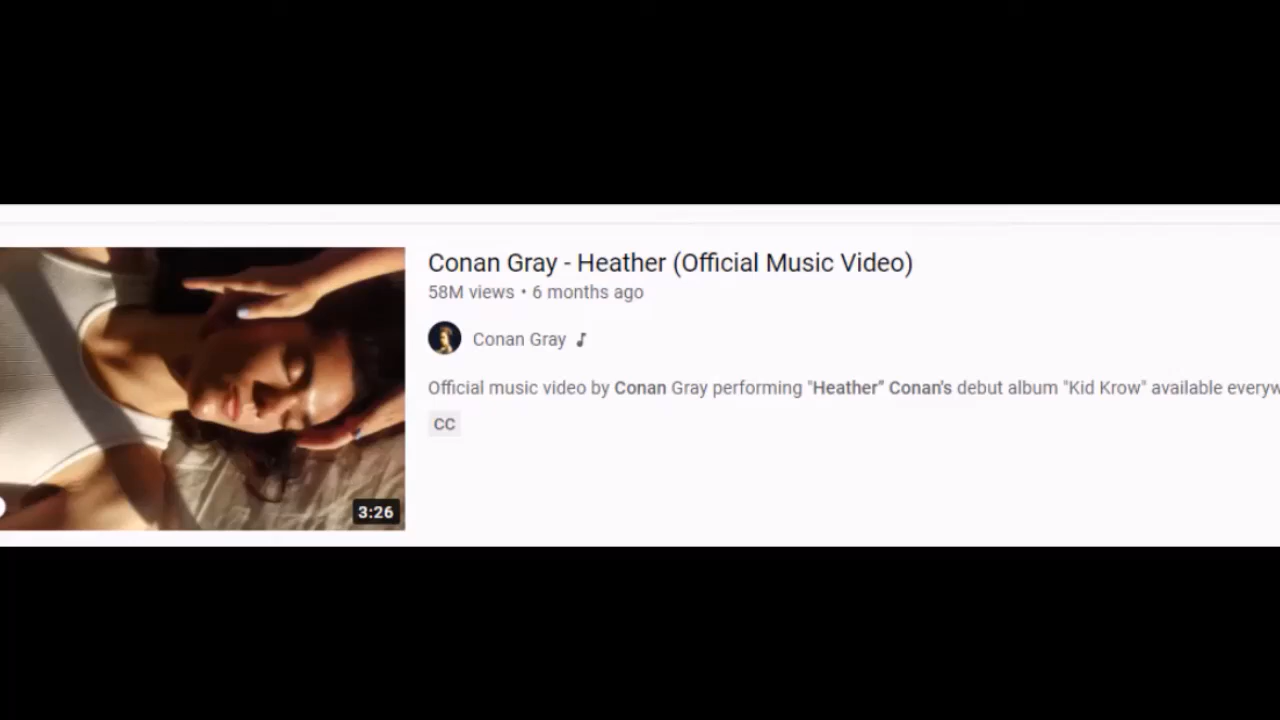 Conan Gray - Heather (Official Music Video)
58M views • 6 months ago
Conan Gray ♪
Official music video by Conan Gray performing "Heather" Conan's debut album "Kid Krow" available everyw
CC
3:26